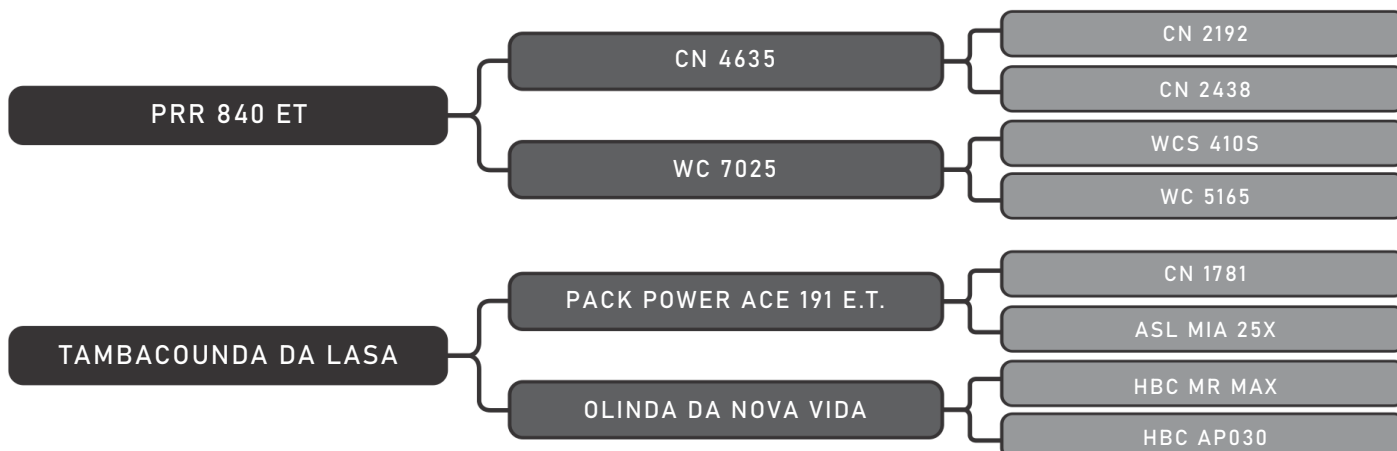 PRR 840 ET
CN 4635
WC 7025
CN 2192
CN 2438
WCS 410S
WC 5165
TAMBACOUNDA DA LASA
PACK POWER ACE 191 E.T.
OLINDA DA NOVA VIDA
CN 1781
ASL MIA 25X
HBC MR MAX
HBC AP030